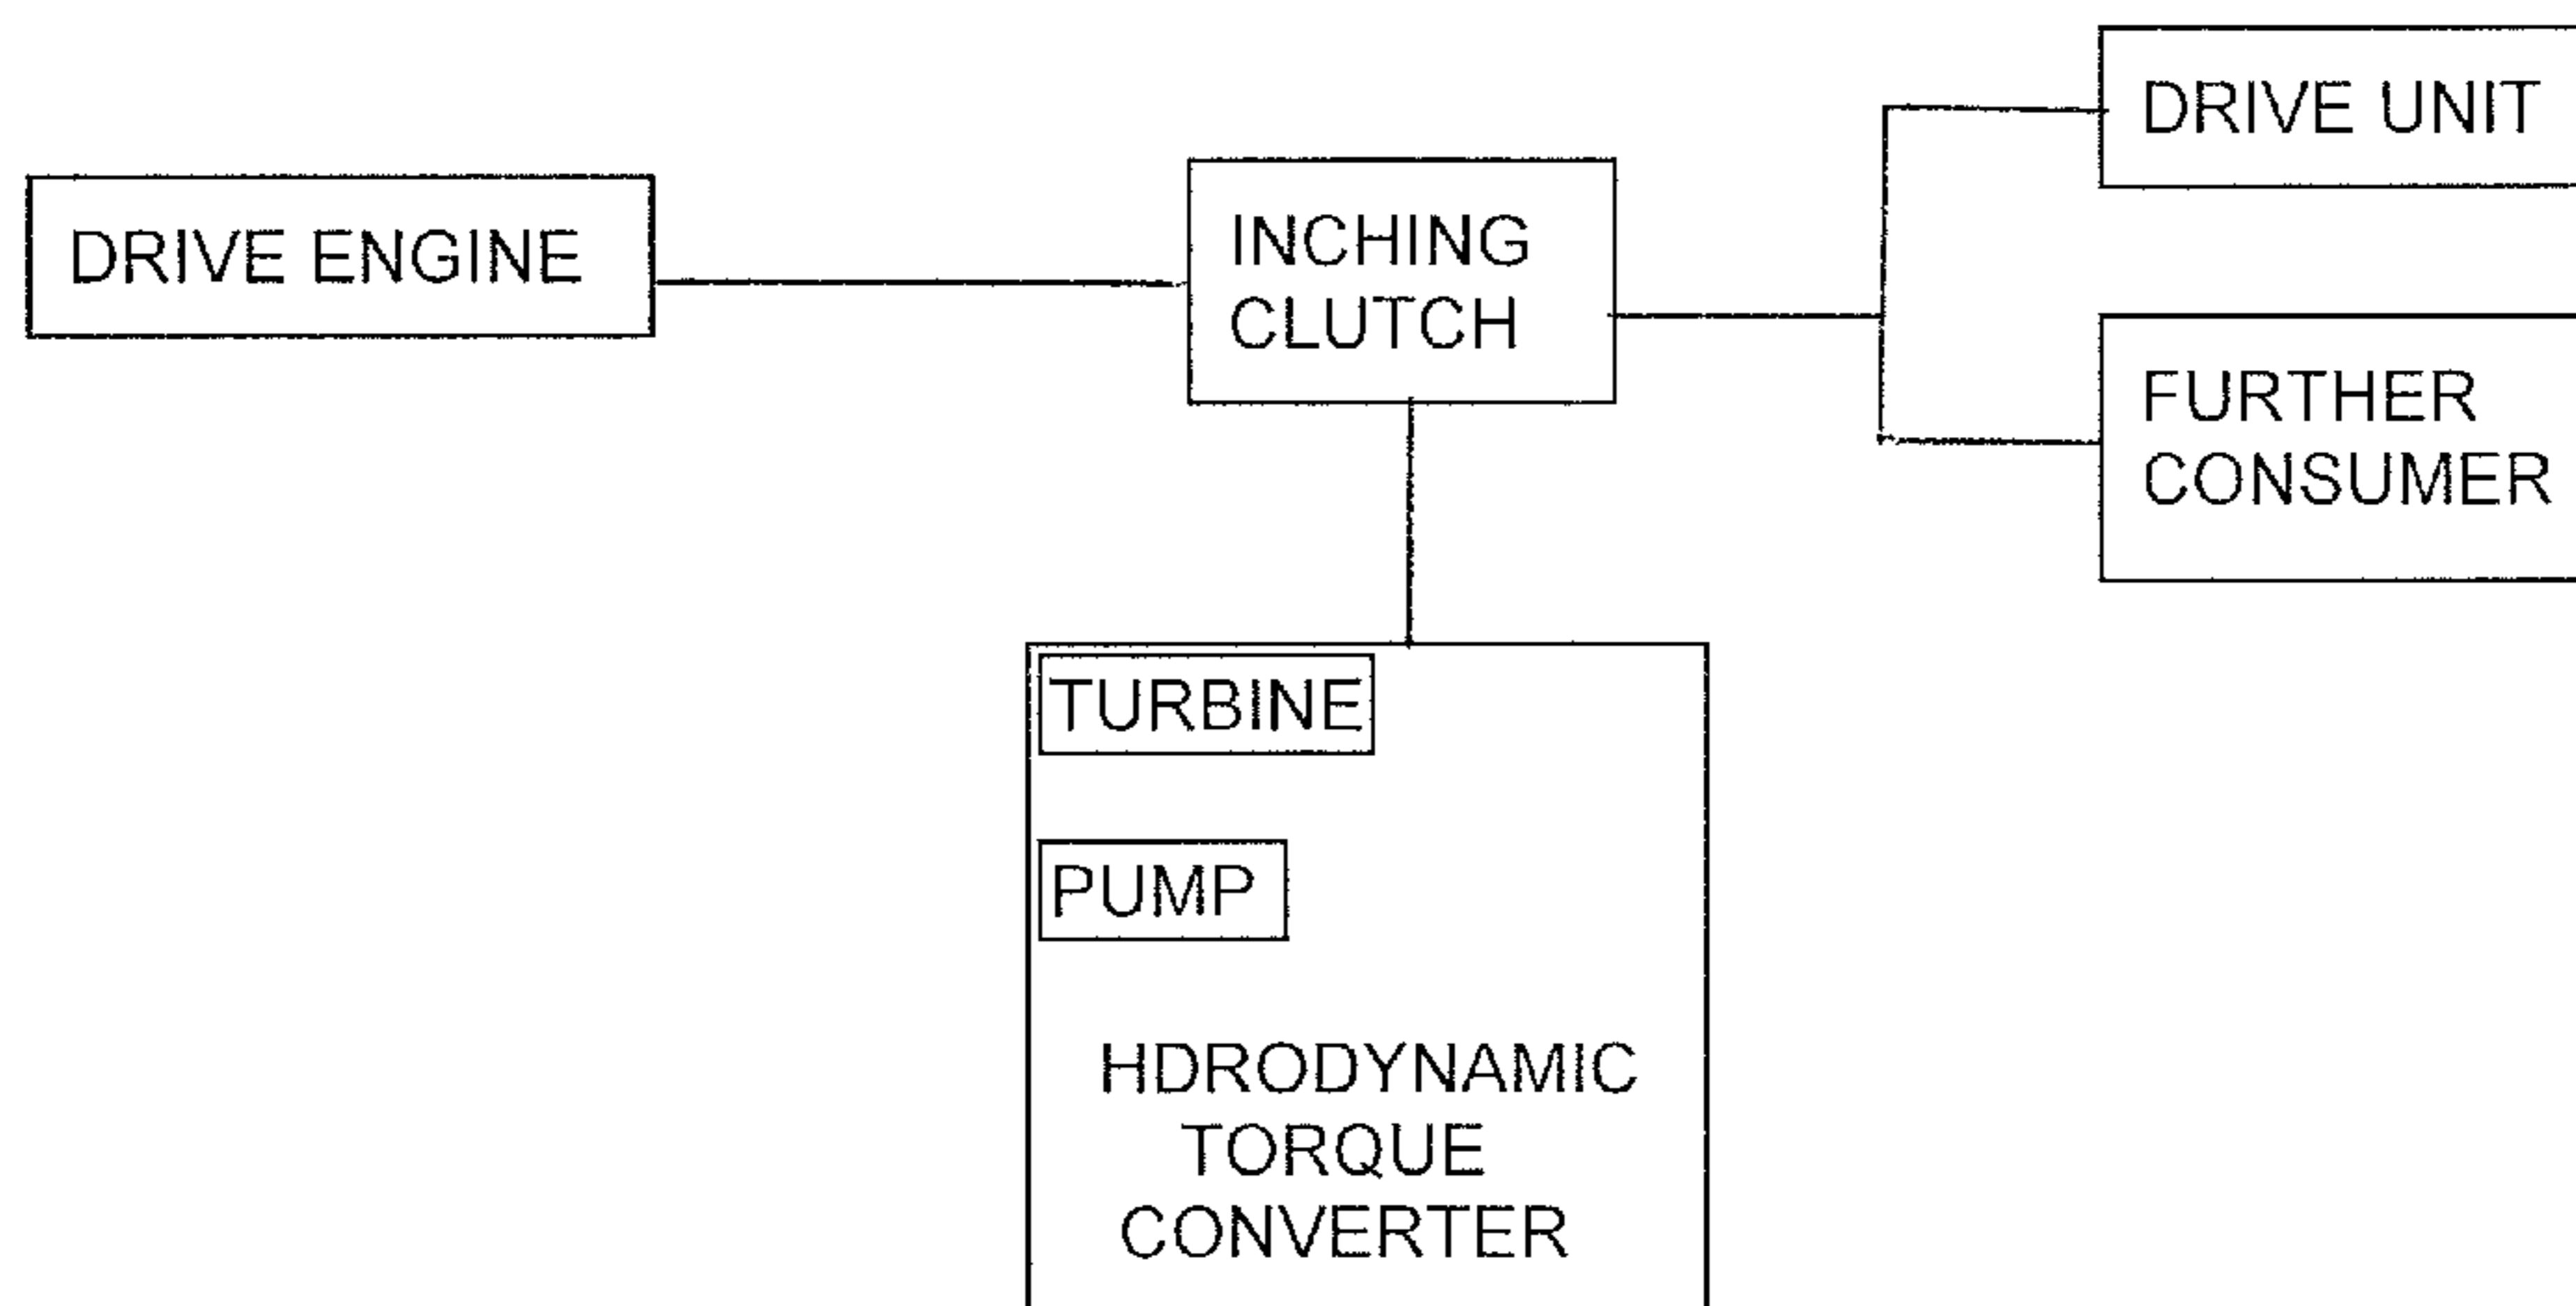 DRIVE ENGINE
INCHING
CLUTCH
DRIVE UNIT
FURTHER
CONSUMER
TURBINE
PUMP
HDRODYNAMIC
TORQUE
CONVERTER